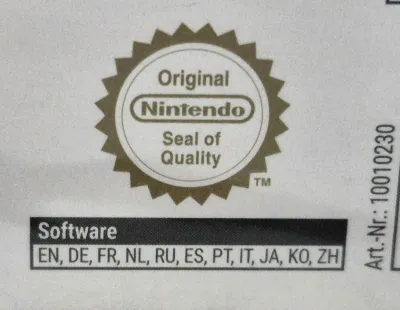 Original
Nintendo
Seal of
Quality
TM
Software
EN, DE, FR, NL, RU, ES, PT, IT, JA, KO, ZH
Art.-Nr.: 10010230